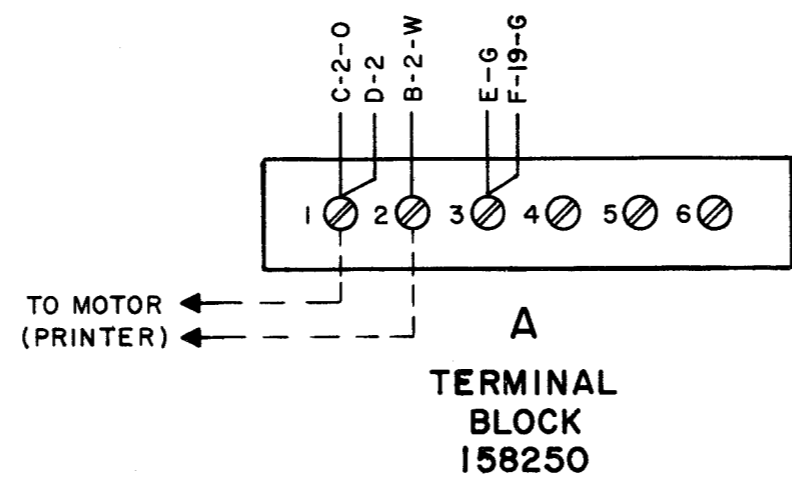 C-2-O
D-2
B-2-W
E-G
F-19-G
1 2 3 4 5 6
TO MOTOR
(PRINTER)
A
TERMINAL
BLOCK
158250